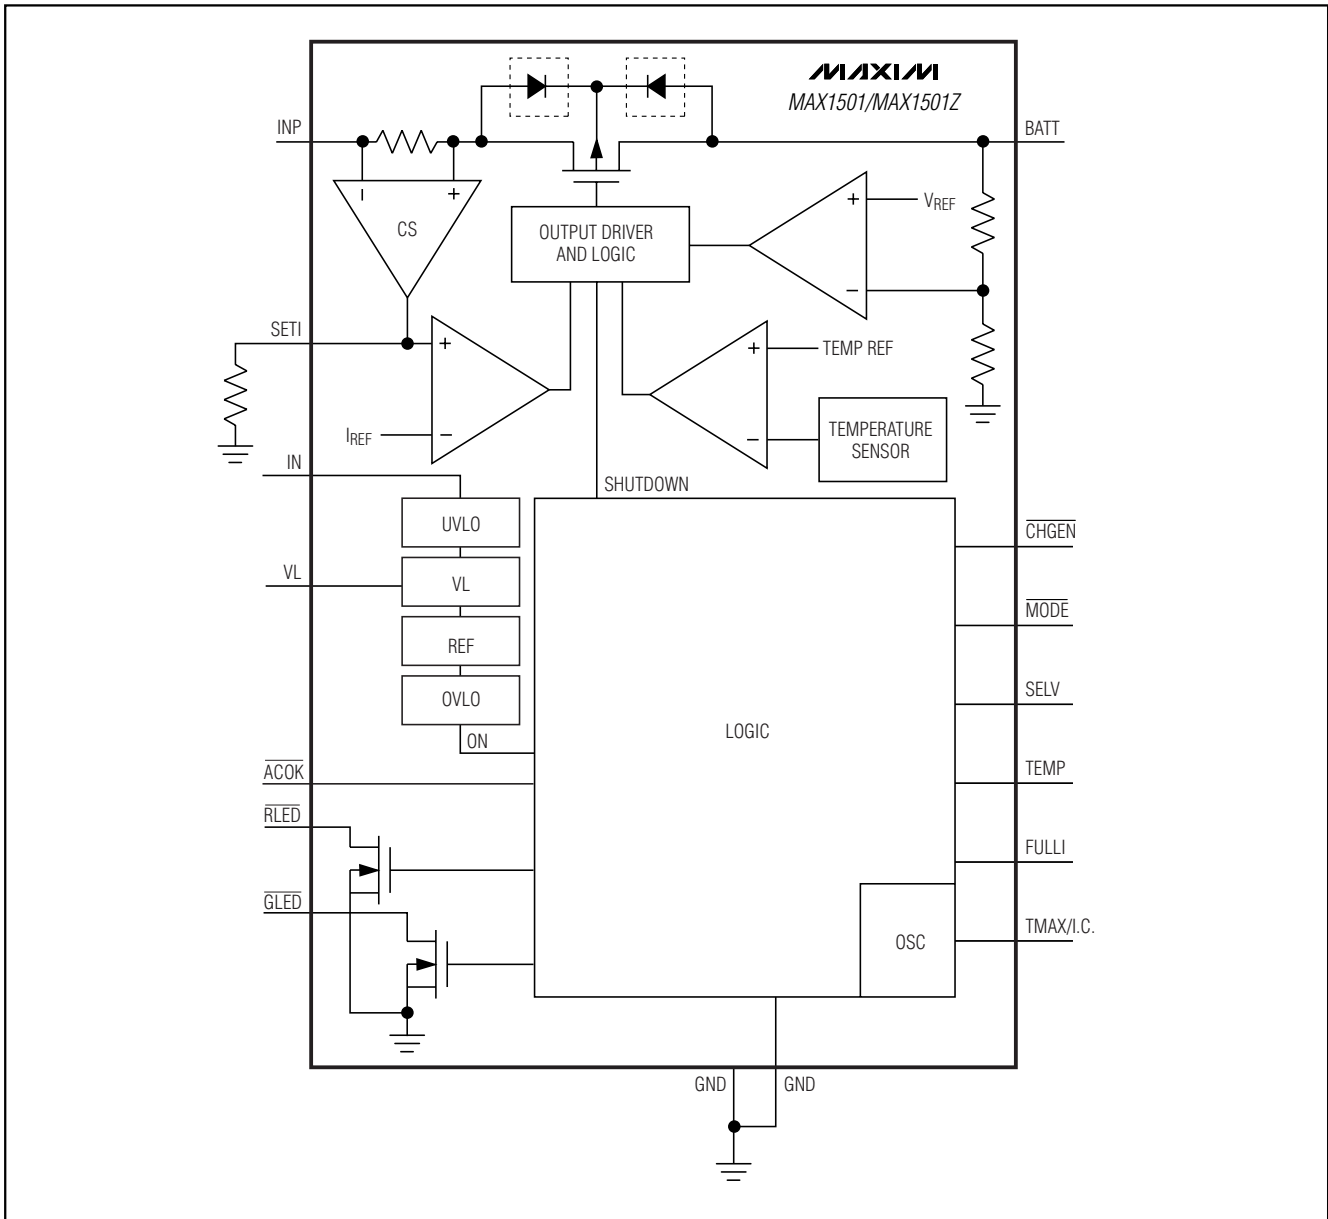 MAXIM
MAX1501/MAX1501Z
INP
BATT
–
+
CS
OUTPUT DRIVER
AND LOGIC
+
VREF
–
SETI
+
IREF
–
+
TEMP REF
–
TEMPERATURE
SENSOR
IN
SHUTDOWN
UVLO
VL
VL
REF
OVLO
ON
LOGIC
CHGEN
MODE
SELV
TEMP
FULLI
TMAX/I.C.
OSC
ACOK
RLED
GLED
GND
GND